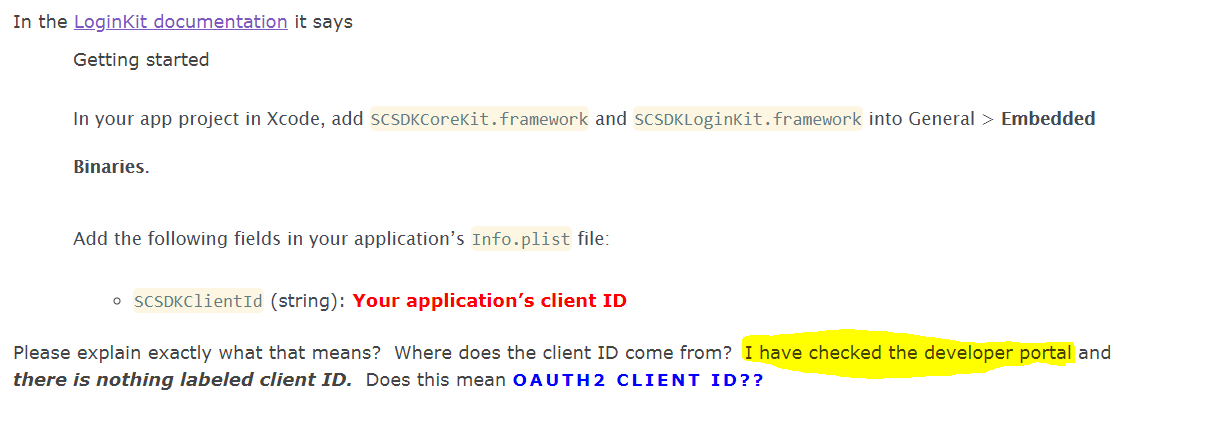 In the LoginKit documentation it says
Getting started
In your app project in Xcode, add SCSDKCoreKit.framework and SCSDKLoginKit.framework into General > Embedded
Binaries.
Add the following fields in your application’s Info.plist file:
SCSDKClientId (string): Your application’s client ID
Please explain exactly what that means? Where does the client ID come from? I have checked the developer portal and
there is nothing labeled client ID. Does this mean OAUTH2 CLIENT ID??